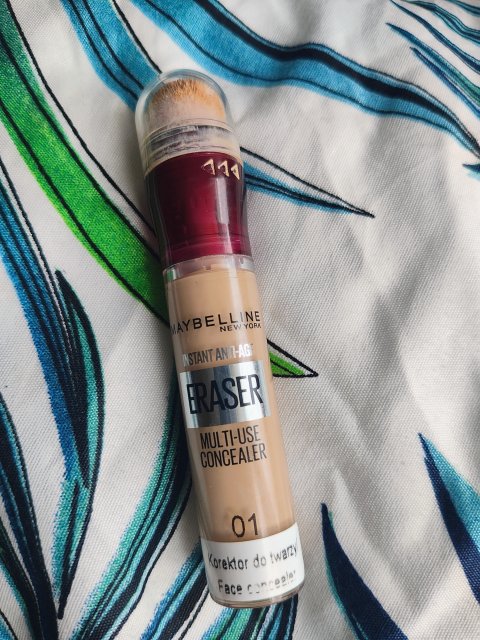 MAYBELLINE
NEW YORK
INSTANT ANTI-AGE
ERASER
MULTI-USE
CONCEALER
01
Korektor do twarzy
Face concealer